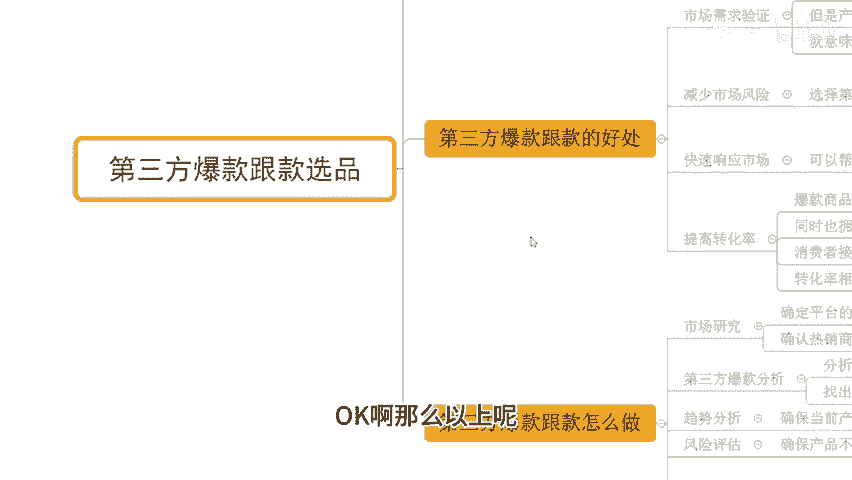 第三方爆款跟款选品
第三方爆款跟款的好处
市场需求验证
但是产
就意味
减少市场风险
选择第
快速响应市场
可以帮
提高转化率
爆款商品
同时也拥
消费者接
转化率相
第三方爆款跟款怎么做
市场研究
确定平台的
确认热销商
第三方爆款分析
分析
找出
趋势分析
确保当前产
风险评估
确保产品不
OK啊那么以上呢